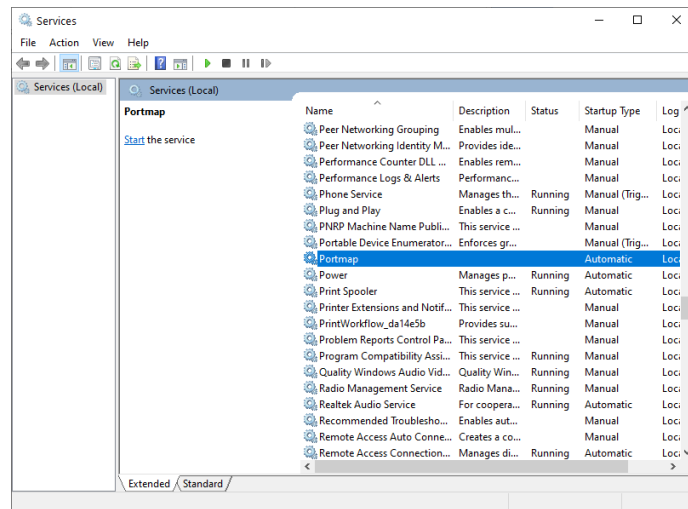 Services
File Action View Help
Services (Local)
Services (Local)
Portmap
Start the service
Name Description Status Startup Type Log
Peer Networking Grouping Enables mul... Manual Loca
Peer Networking Identity M... Provides ide... Manual Loca
Performance Counter DLL ... Enables rem... Manual Loca
Performance Logs & Alerts Performanc... Manual Loca
Phone Service Manages th... Running Manual (Trig... Loca
Plug and Play Enables a c... Running Manual Loca
PNRP Machine Name Publi... This service ... Manual Loca
Portable Device Enumerator... Enforces gr... Manual (Trig... Loca
Portmap Automatic Loca
Power Manages p... Running Automatic Loca
Print Spooler This service ... Running Automatic Loca
Printer Extensions and Notif... This service ... Manual Loca
PrintWorkflow_da14e5b Provides su... Manual Loca
Problem Reports Control Pa... This service ... Manual Loca
Program Compatibility Assi... This service ... Running Manual Loca
Quality Windows Audio Vid... Quality Win... Running Manual Loca
Radio Management Service Radio Mana... Running Manual Loca
Realtek Audio Service For coopera... Running Automatic Loca
Recommended Troublesho... Enables aut... Manual Loca
Remote Access Auto Conne... Creates a co... Manual Loca
Remote Access Connection... Manages di... Running Automatic Loca
Extended Standard